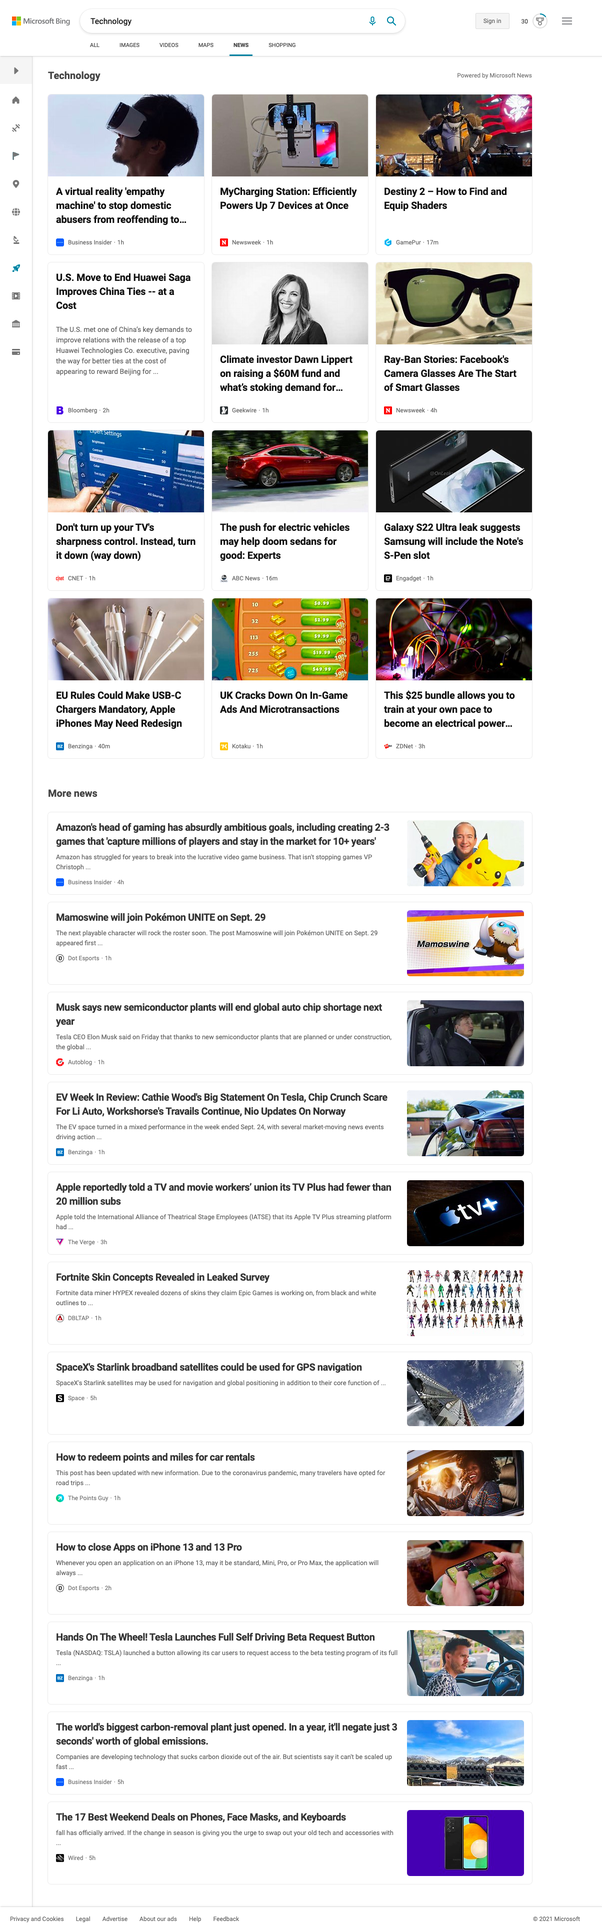 Microsoft Bing
Technology
Sign in
30
ALL
IMAGES
VIDEOS
MAPS
NEWS
SHOPPING
Technology
Powered by Microsoft News
A virtual reality 'empathy
machine' to stop domestic
abusers from reoffending to...
Business Insider · 1h
MyCharging Station: Efficiently
Powers Up 7 Devices at Once
Newsweek · 1h
Destiny 2 – How to Find and
Equip Shaders
GamePur · 17m
U.S. Move to End Huawei Saga
Improves China Ties -- at a
Cost
The U.S. met one of China's key demands to
improve relations with the release of a top
Huawei Technologies Co. executive, paving
the way for better ties at the cost of
appearing to reward Beijing for ...
Bloomberg · 2h
Climate investor Dawn Lippert
on raising a $60M fund and
what's stoking demand for...
Geekwire · 1h
Ray-Ban Stories: Facebook's
Camera Glasses Are The Start
of Smart Glasses
Newsweek · 4h
Expert Settings
Don't turn up your TV's
sharpness control. Instead, turn
it down (way down)
CNET · 1h
The push for electric vehicles
may help doom sedans for
good: Experts
ABC News · 16m
Galaxy S22 Ultra leak suggests
Samsung will include the Note's
S-Pen slot
Engadget · 1h
EU Rules Could Make USB-C
Chargers Mandatory, Apple
iPhones May Need Redesign
Benzinga · 40m
UK Cracks Down On In-Game
Ads And Microtransactions
Kotaku · 1h
This $25 bundle allows you to
train at your own pace to
become an electrical power...
ZDNet · 3h
More news
Amazon's head of gaming has absurdly ambitious goals, including creating 2-3
games that 'capture millions of players and stay in the market for 10+ years'
Amazon has struggled for years to break into the lucrative video game business. That isn't stopping games VP
Christoph ...
Business Insider · 4h
Mamoswine will join Pokémon UNITE on Sept. 29
The next playable character will rock the roster soon. The post Mamoswine will join Pokémon UNITE on Sept. 29
appeared first ...
Dot Esports · 1h
Mamoswine
Musk says new semiconductor plants will end global auto chip shortage next
year
Tesla CEO Elon Musk said on Friday that thanks to new semiconductor plants that are planned or under construction,
the global ...
Autoblog · 1h
EV Week In Review: Cathie Wood's Big Statement On Tesla, Chip Crunch Scare
For Li Auto, Workshorse's Travails Continue, Nio Updates On Norway
The EV space turned in a mixed performance in the week ended Sept. 24, with several market-moving news events
driving action ...
Benzinga · 1h
Apple reportedly told a TV and movie workers' union its TV Plus had fewer than
20 million subs
Apple told the International Alliance of Theatrical Stage Employees (IATSE) that its Apple TV Plus streaming platform
had ...
The Verge · 3h
tv+
Fortnite Skin Concepts Revealed in Leaked Survey
Fortnite data miner HYPEX revealed dozens of skins they claim Epic Games is working on, from black and white
outlines to ...
DBLTAP · 1h
SpaceX's Starlink broadband satellites could be used for GPS navigation
SpaceX's Starlink satellites may be used for navigation and global positioning in addition to their core function of ...
Space · 5h
How to redeem points and miles for car rentals
This post has been updated with new information. Due to the coronavirus pandemic, many travelers have opted for
road trips ...
The Points Guy · 1h
How to close Apps on iPhone 13 and 13 Pro
Whenever you open an application on an iPhone 13, may it be standard, Mini, Pro, or Pro Max, the application will
always ...
Dot Esports · 2h
Hands On The Wheel! Tesla Launches Full Self Driving Beta Request Button
Tesla (NASDAQ: TSLA) launched a button allowing its car users to request access to the beta testing program of its full
...
Benzinga · 1h
The world's biggest carbon-removal plant just opened. In a year, it'll negate just 3
seconds' worth of global emissions.
Companies are developing technology that sucks carbon dioxide out of the air. But scientists say it can't be scaled up
fast ...
Business Insider · 5h
The 17 Best Weekend Deals on Phones, Face Masks, and Keyboards
fall has officially arrived. If the change in season is giving you the urge to swap out your old tech and accessories with
...
Wired · 5h
Privacy and Cookies
Legal
Advertise
About our ads
Help
Feedback
© 2021 Microsoft